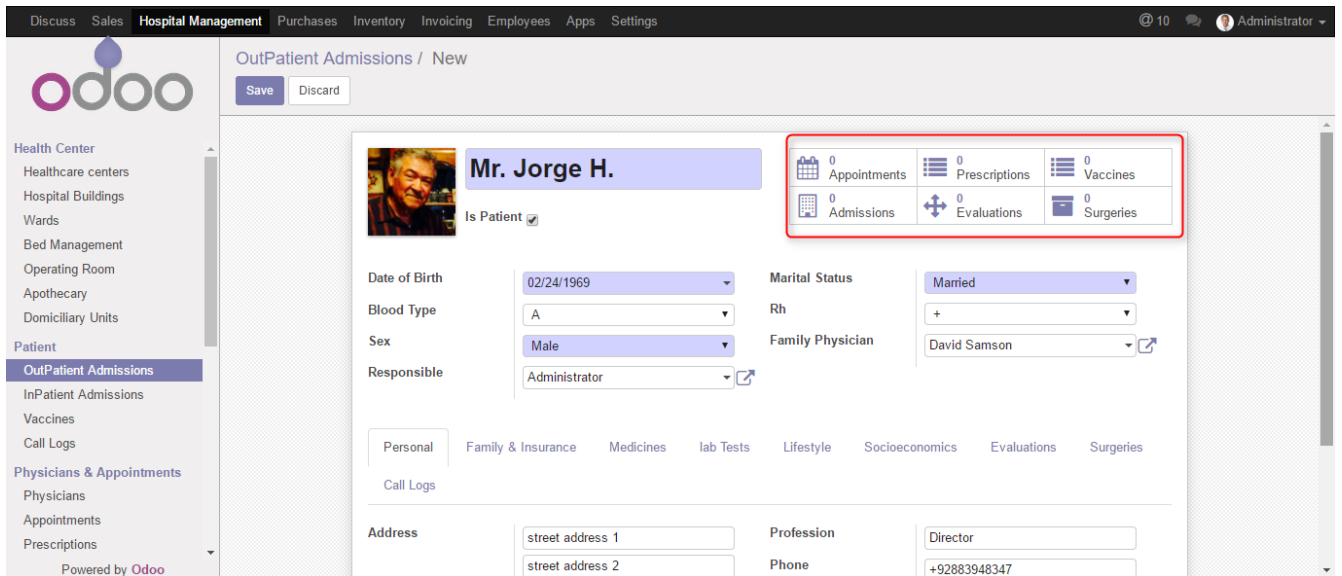 Discuss Sales Hospital Management Purchases Inventory Invoicing Employees Apps Settings @ 10 Administrator
odoo
OutPatient Admissions / New
Save Discard
Health Center
Healthcare centers
Hospital Buildings
Wards
Bed Management
Operating Room
Apothecary
Domiciliary Units
Patient
OutPatient Admissions
InPatient Admissions
Vaccines
Call Logs
Physicians & Appointments
Physicians
Appointments
Prescriptions
Powered by Odoo
Mr. Jorge H.
Is Patient
0 Appointments
0 Prescriptions
0 Vaccines
0 Admissions
0 Evaluations
0 Surgeries
Date of Birth 02/24/1969
Marital Status Married
Blood Type A
Rh +
Sex Male
Family Physician David Samson
Responsible Administrator
Personal Family & Insurance Medicines lab Tests Lifestyle Socioeconomics Evaluations Surgeries
Call Logs
Address street address 1
Profession Director
street address 2
Phone +92883948347